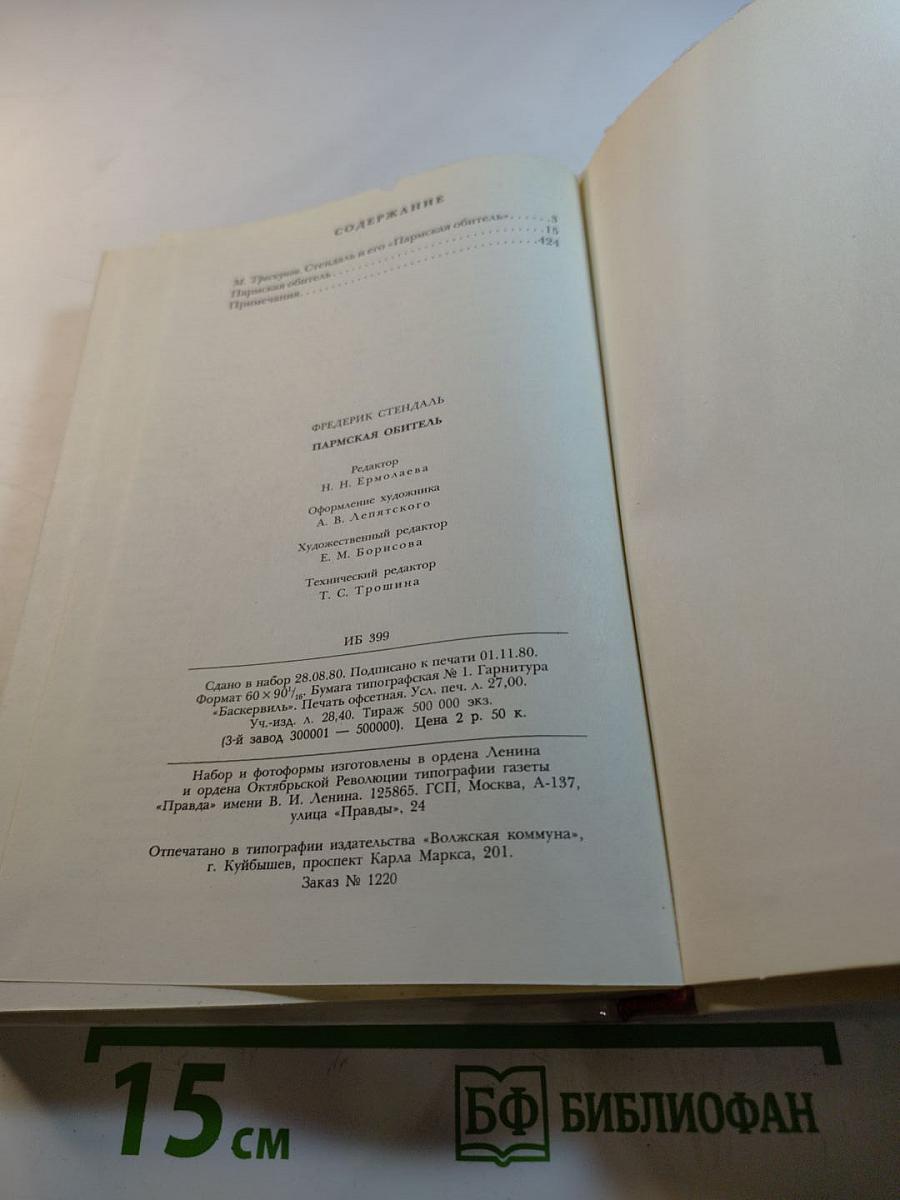 СОДЕРЖАНИЕ
М. Трескунов. Стендаль и его «Пармская обитель» . . . . . . 3
Пармская обитель . . . . . . . . . . . . . . . . . . . . . . . . . . . . 15
Примечания . . . . . . . . . . . . . . . . . . . . . . . . . . . . . . . . 424
ФРЕДЕРИК СТЕНДАЛЬ
ПАРМСКАЯ ОБИТЕЛЬ
Редактор
Н. Н. Ермолаева
Оформление художника
А. В. Лепятского
Художественный редактор
Е. М. Борисова
Технический редактор
Т. С. Трошина
ИБ 399
Сдано в набор 28.08.80. Подписано к печати 01.11.80.
Формат 60×90¹/₁₆. Бумага типографская № 1. Гарнитура
«Баскервиль». Печать офсетная. Усл. печ. л. 27,00.
Уч.-изд. л. 28,40. Тираж 500 000 экз.
(3-й завод 300001 — 500000). Цена 2 р. 50 к.
Набор и фотоформы изготовлены в ордена Ленина
и ордена Октябрьской Революции типографии газеты
«Правда» имени В. И. Ленина. 125865. ГСП, Москва, А-137,
улица «Правды», 24
Отпечатано в типографии издательства «Волжская коммуна»,
г. Куйбышев, проспект Карла Маркса, 201.
Заказ № 1220
15 см
БФ БИБЛИОФАН